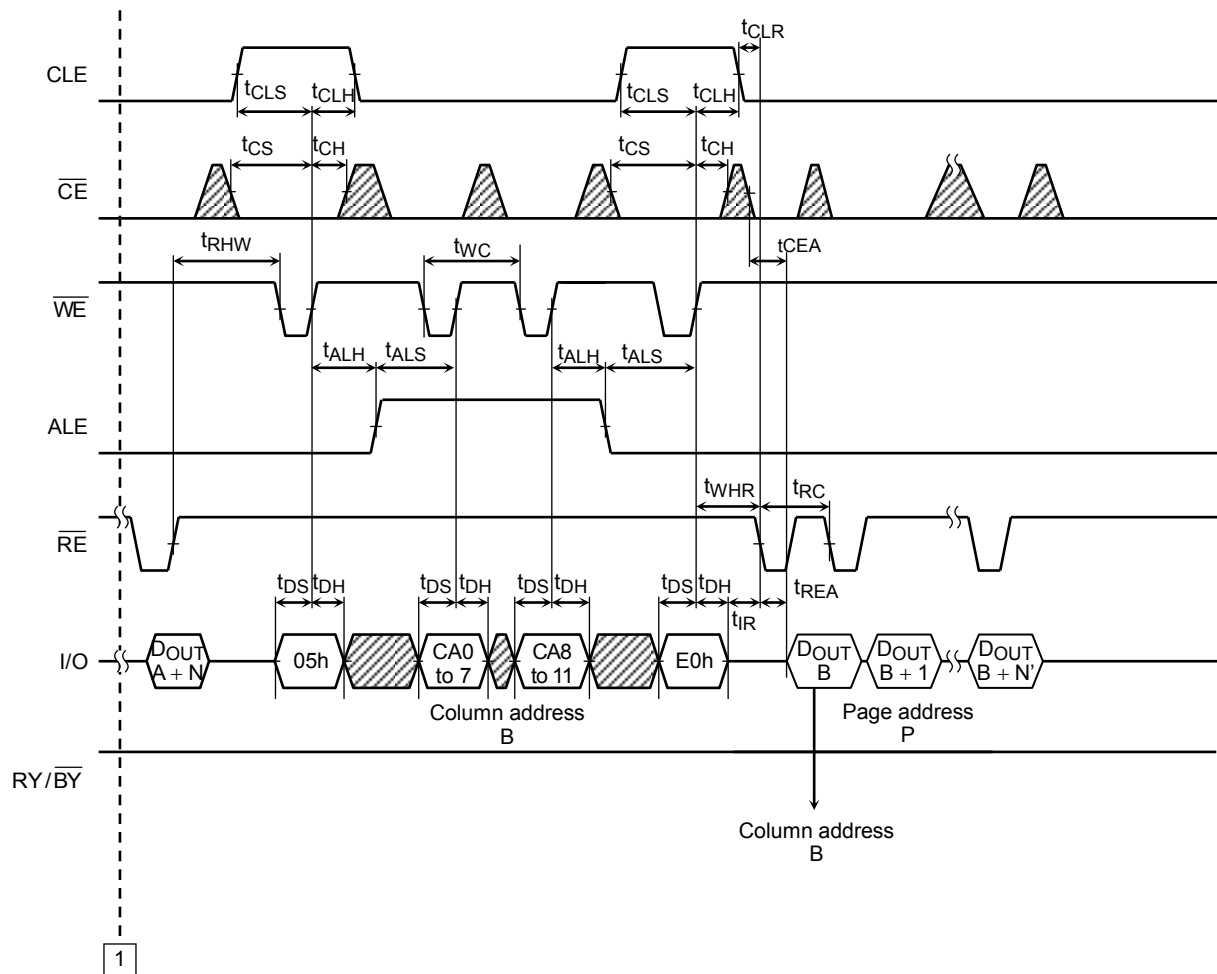 tCLR
CLE
tCLS tCLH tCLS tCLH
tCS tCH tCS tCH
CE
tRHW tWC tCEA
WE
tALH tALS tALH tALS
ALE
tWHR tRC
RE
tDS tDH tDS tDH tDS tDH tDS tDH tREA
tIR
I/O
DOUT
A + N
05h
CA0
to 7
CA8
to 11
E0h
DOUT
B
DOUT
B + 1
DOUT
B + N'
Column address
B
Page address
P
RY/BY
Column address
B
1